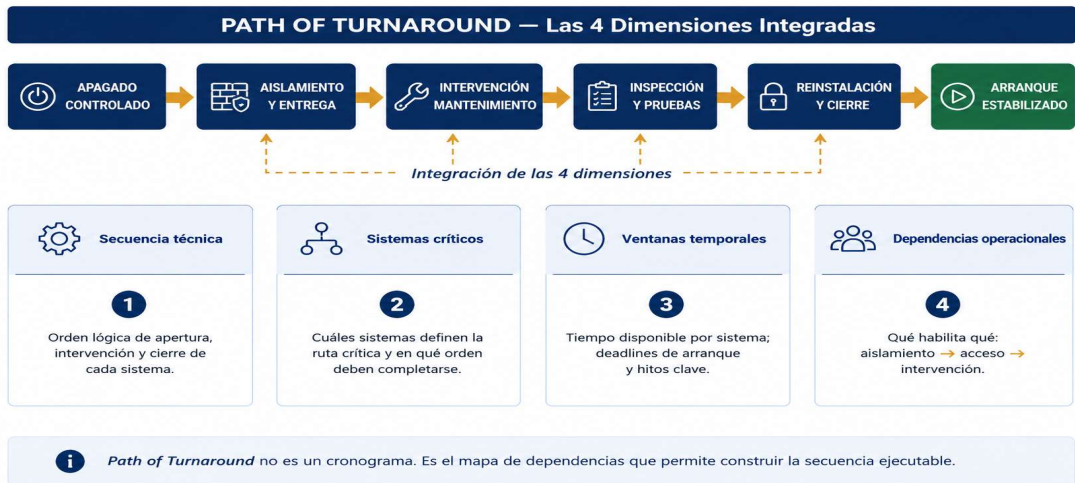 PATH OF TURNAROUND — Las 4 Dimensiones Integradas
APAGADO
CONTROLADO
AISLAMIENTO
Y ENTREGA
INTERVENCIÓN
MANTENIMIENTO
INSPECCIÓN
Y PRUEBAS
REINSTALACIÓN
Y CIERRE
ARRANQUE
ESTABILIZADO
Integración de las 4 dimensiones
Secuencia técnica
1
Orden lógica de apertura,
intervención y cierre de
cada sistema.
Sistemas críticos
2
Cuáles sistemas definen la
ruta crítica y en qué orden
deben completarse.
Ventanas temporales
3
Tiempo disponible por sistema;
deadlines de arranque
y hitos clave.
Dependencias operacionales
4
Qué habilita qué:
aislamiento → acceso →
intervención.
i Path of Turnaround no es un cronograma. Es el mapa de dependencias que permite construir la secuencia ejecutable.